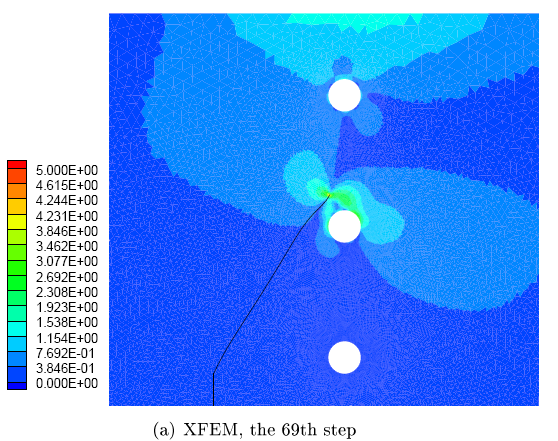 5.000E+00
4.615E+00
4.244E+00
4.231E+00
3.846E+00
3.462E+00
3.077E+00
2.692E+00
2.308E+00
1.923E+00
1.538E+00
1.154E+00
7.692E-01
3.846E-01
0.000E+00
(a) XFEM, the 69th step